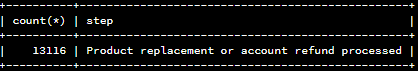 +----------+------------------------------------------------+
| count(*) | step                                           |
+----------+------------------------------------------------+
|    13116 | Product replacement or account refund processed |
+----------+------------------------------------------------+